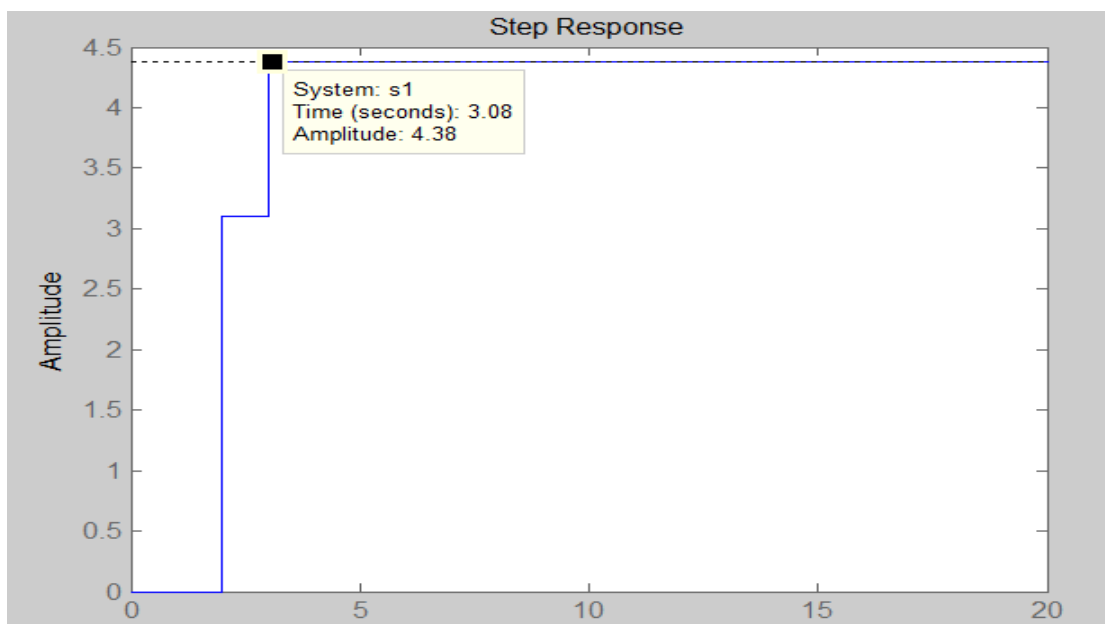 Step Response
4.5
4
3.5
3
2.5
2
1.5
1
0.5
0
Amplitude
System: s1
Time (seconds): 3.08
Amplitude: 4.38
0 5 10 15 20